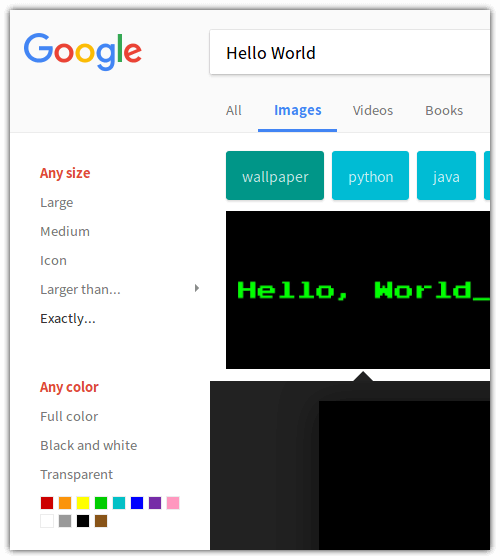 Google
Hello World
All Images Videos Books
wallpaper python java
Any size
Large
Medium
Icon
Larger than...
Exactly...
Hello, World_
Any color
Full color
Black and white
Transparent